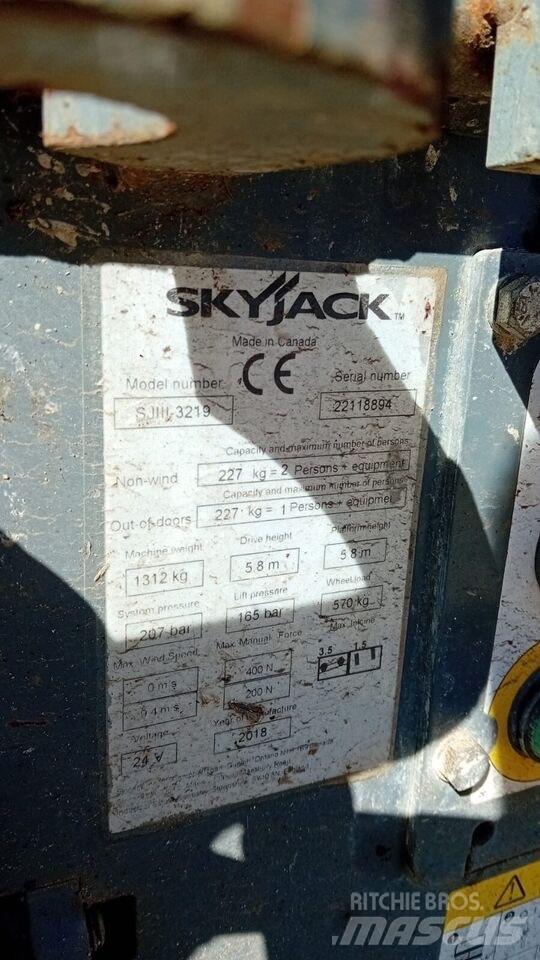 SKYJACK™
Made in Canada
CE
Model number
Serial number
SJIII-3219
22118894
Capacity and maximum number of persons
Non-wind
227 kg = 2 Persons + equipment
Capacity and maximum number of persons
Out-of-doors
227 kg = 1 Persons + equipment
Machine weight
Drive height
Platform height
1312 kg
5.8 m
5.8 m
System pressure
Lift pressure
Wheel load
207 bar
165 bar
570 kg
Max. Wind Speed
Max. Manual Force
Max. Incline
0 m/s
400 N
3.5
1.5
200 N
Voltage
Year of manufacture
24 V
2018
RITCHIE BROS.
MASCUS